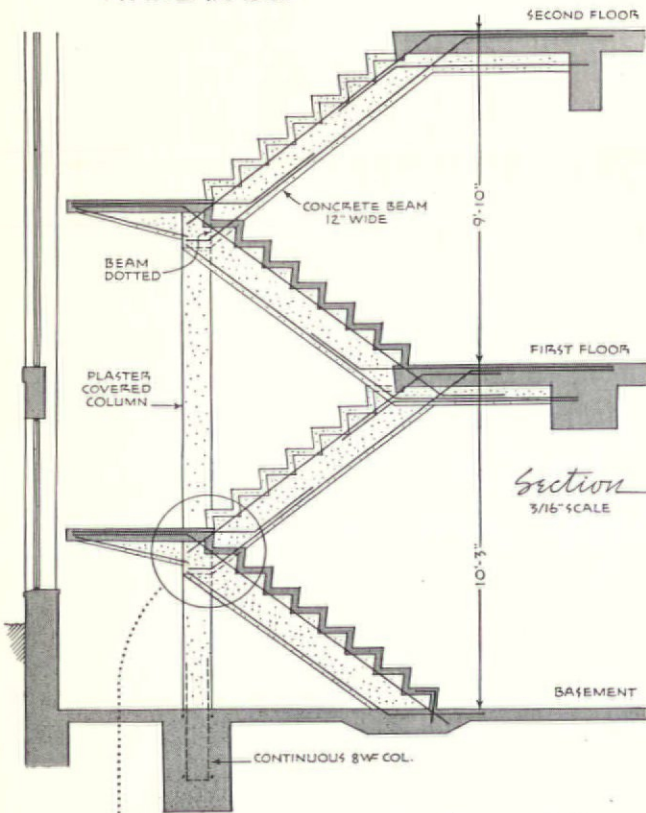 SECOND FLOOR
CONCRETE BEAM
12" WIDE
9'-10"
BEAM
DOTTED
FIRST FLOOR
PLASTER
COVERED
COLUMN
Section
3/16" SCALE
10'-3"
BASEMENT
CONTINUOUS 8WF COL.